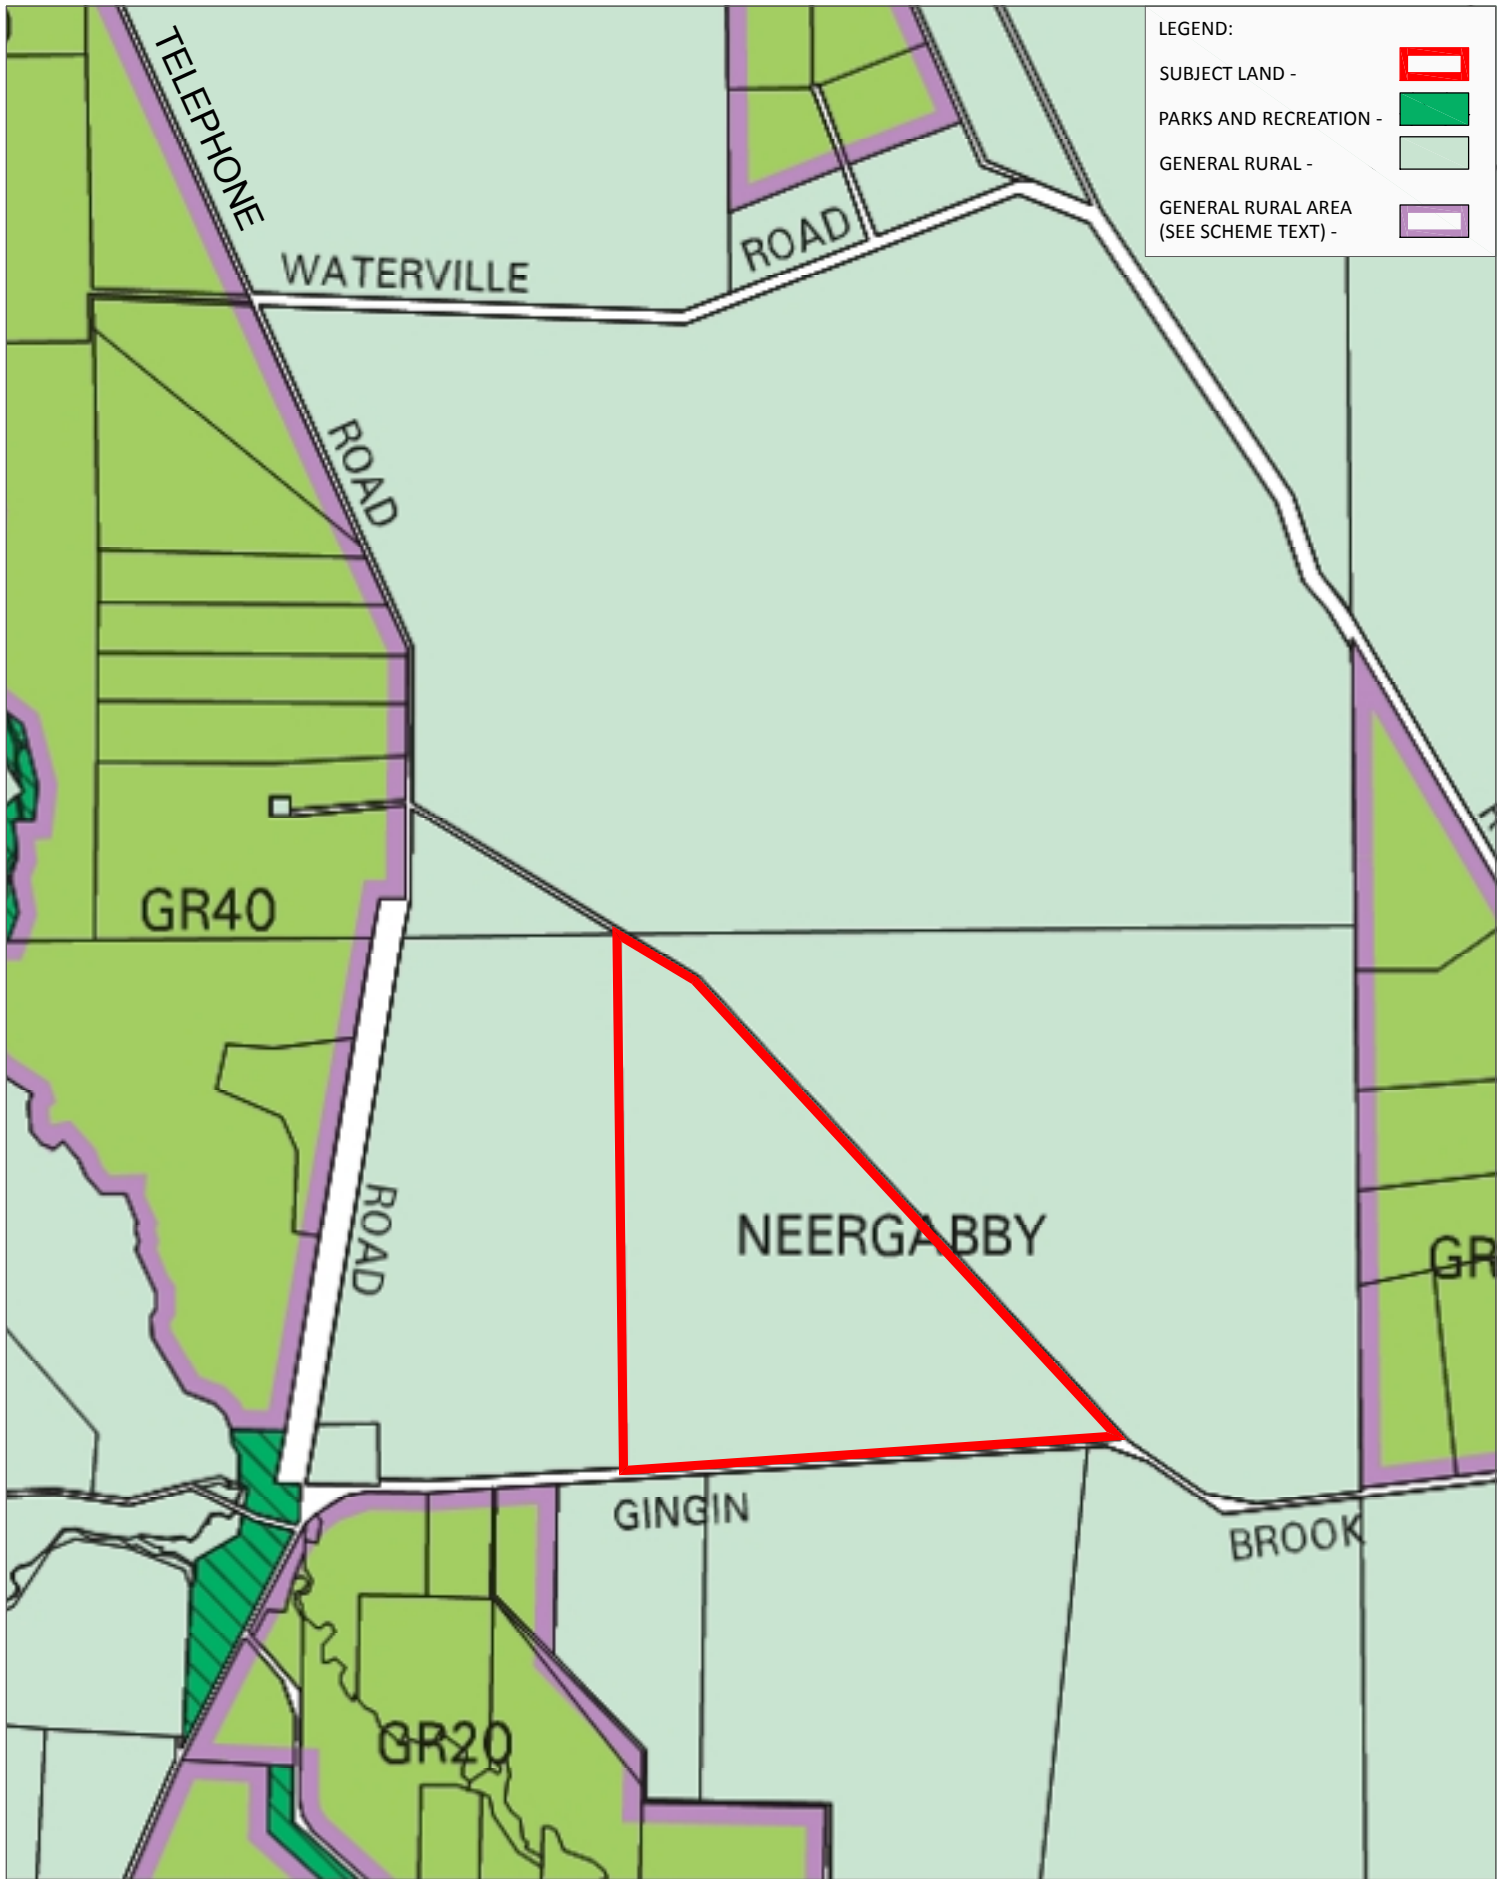 LEGEND:
SUBJECT LAND -
PARKS AND RECREATION -
GENERAL RURAL -
GENERAL RURAL AREA
(SEE SCHEME TEXT) -
TELEPHONE
WATERVILLE
ROAD
ROAD
GR40
ROAD
NEERGABBY
GR
GINGIN
BROOK
GR20